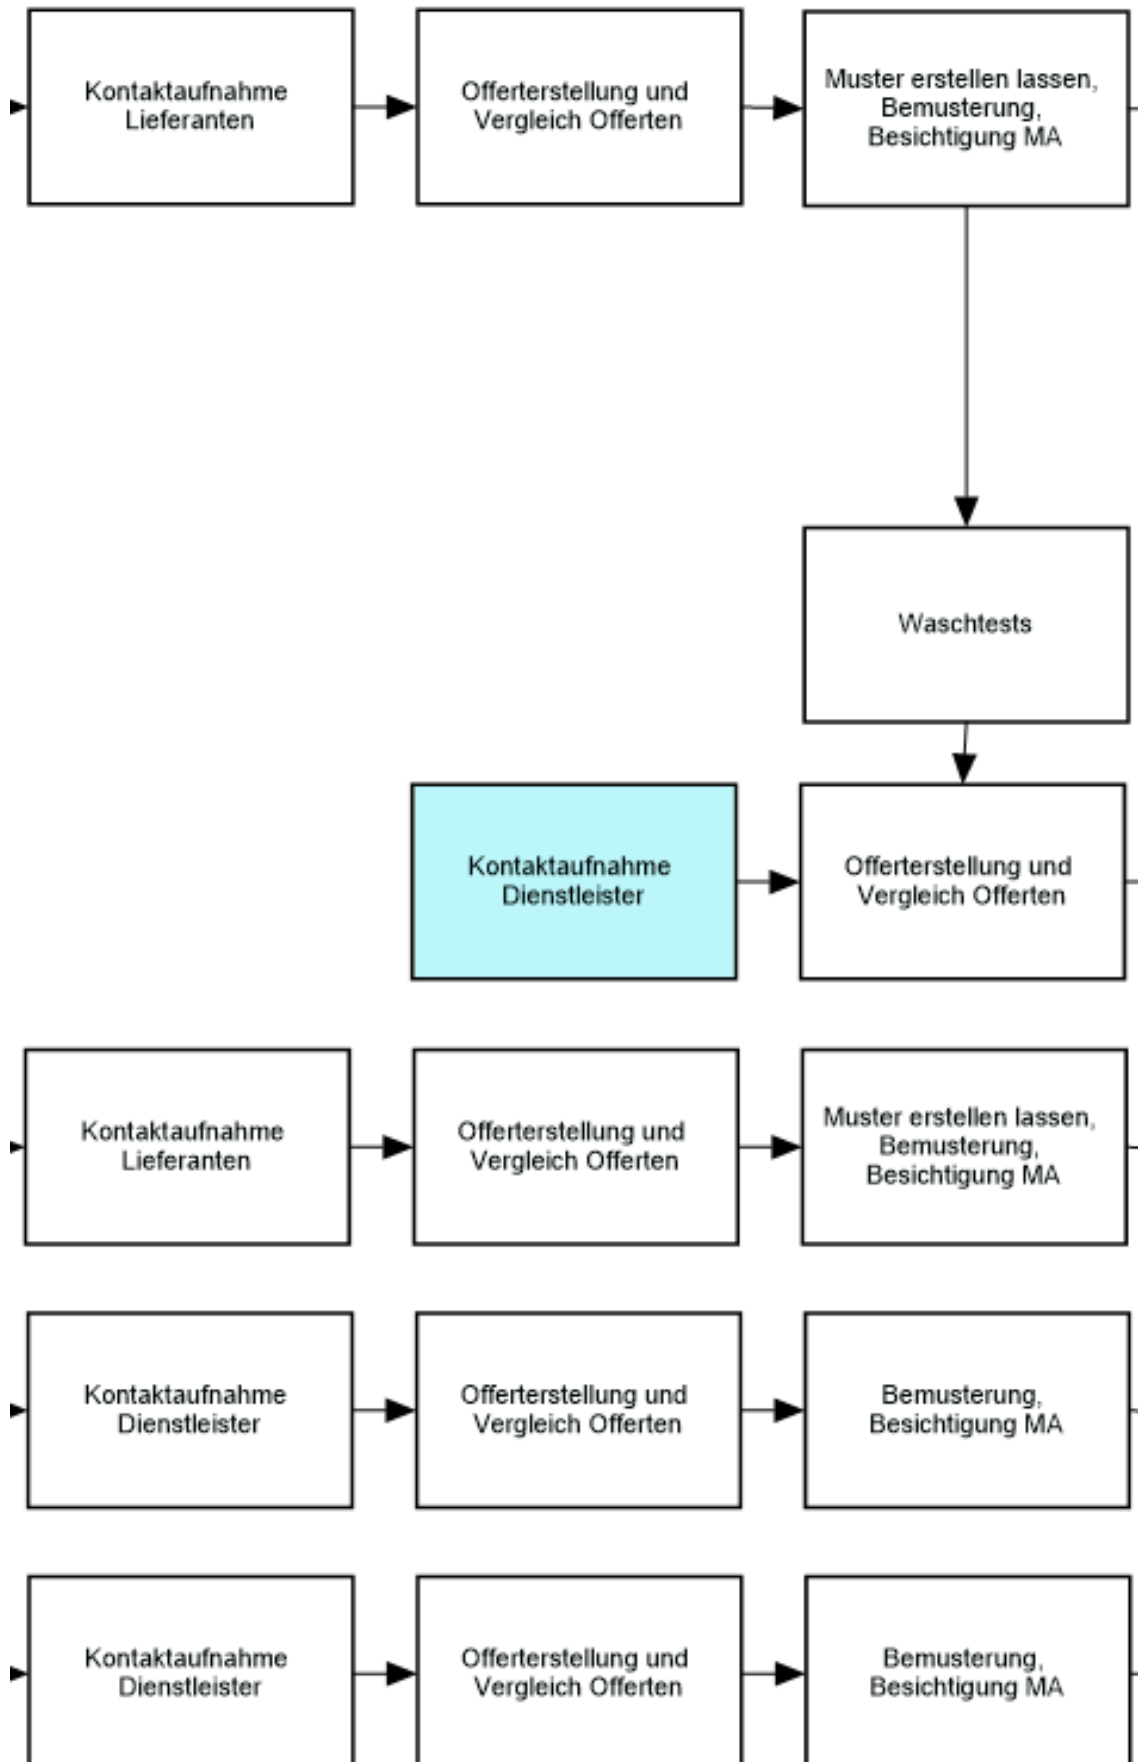 Kontaktaufnahme
Lieferanten
Offerterstellung und
Vergleich Offerten
Muster erstellen lassen,
Bemusterung,
Besichtigung MA
Waschtests
Kontaktaufnahme
Dienstleister
Offerterstellung und
Vergleich Offerten
Kontaktaufnahme
Lieferanten
Offerterstellung und
Vergleich Offerten
Muster erstellen lassen,
Bemusterung,
Besichtigung MA
Kontaktaufnahme
Dienstleister
Offerterstellung und
Vergleich Offerten
Bemusterung,
Besichtigung MA
Kontaktaufnahme
Dienstleister
Offerterstellung und
Vergleich Offerten
Bemusterung,
Besichtigung MA